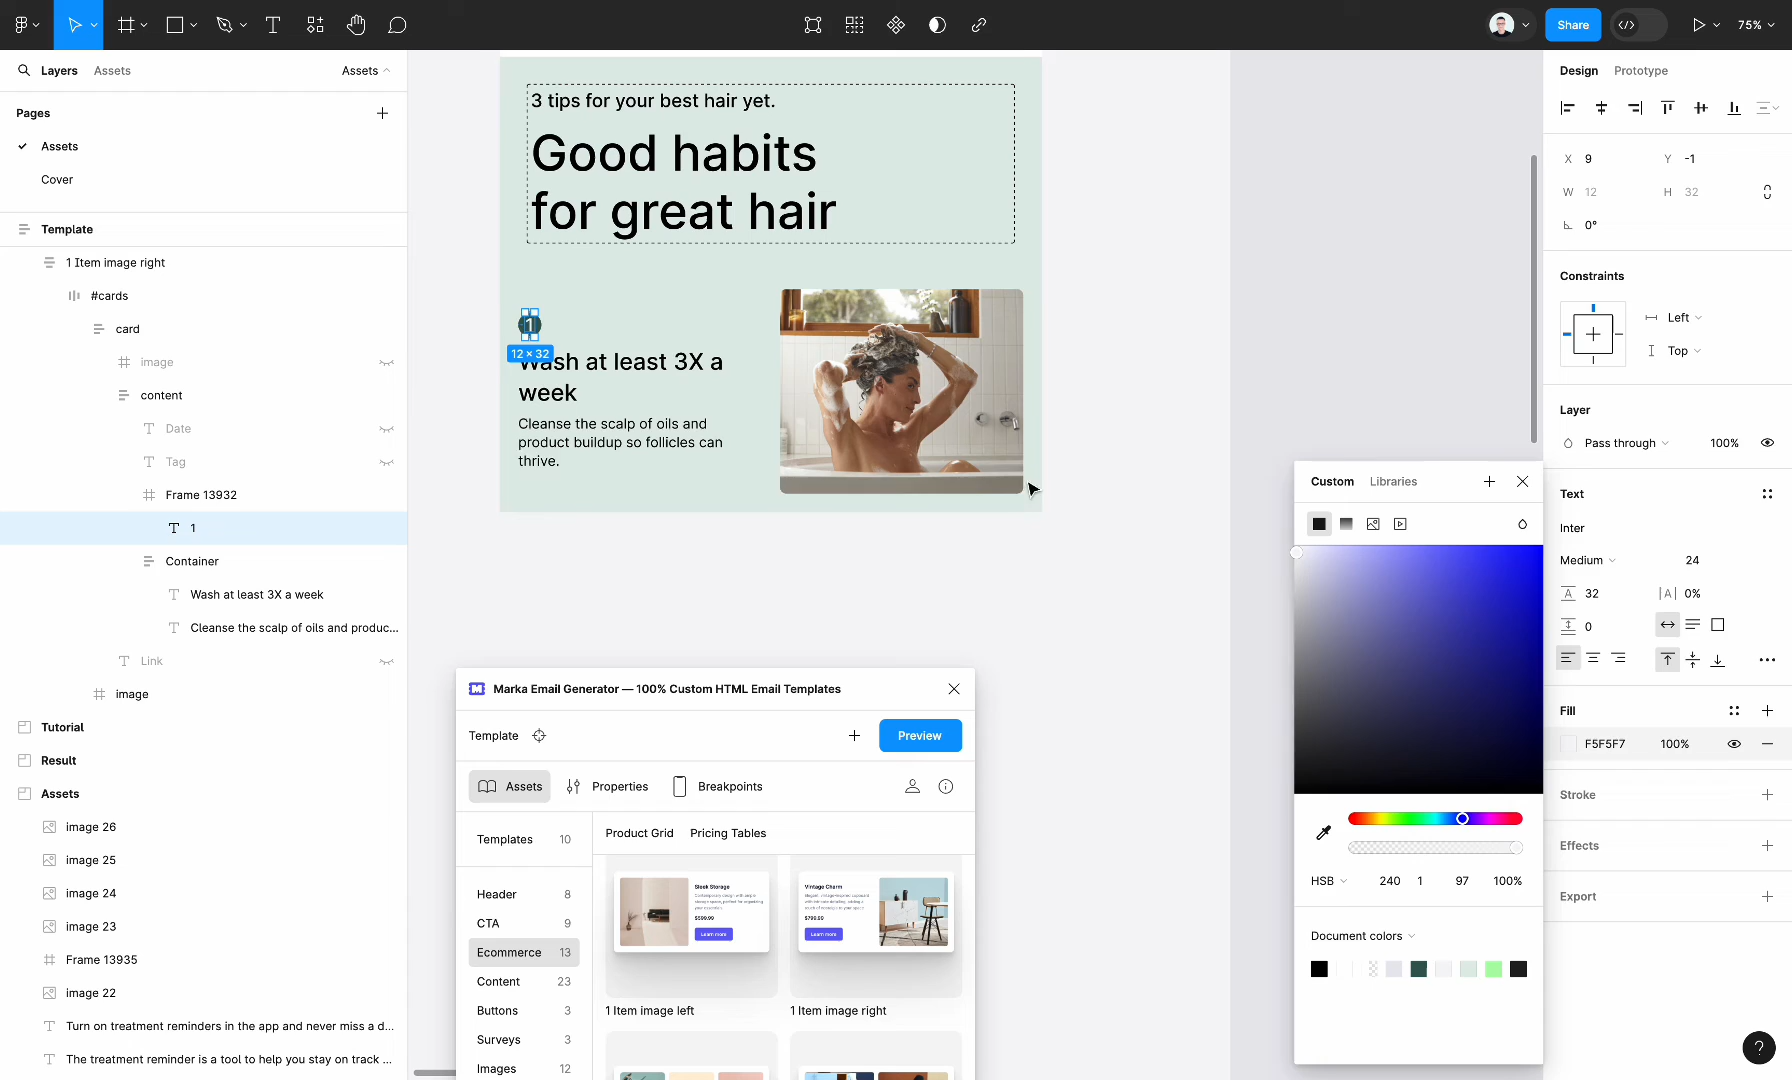 Share
75%
Layers
Assets
Assets
Pages
Assets
Cover
Template
1 Item image right
#cards
card
image
content
Date
Tag
Frame 13932
1
Container
Wash at least 3X a week
Cleanse the scalp of oils and produc...
Link
image
Tutorial
Result
Assets
image 26
image 25
image 24
image 23
Frame 13935
image 22
Turn on treatment reminders in the app and never miss a d...
The treatment reminder is a tool to help you stay on track ...
3 tips for your best hair yet.
Good habits
for great hair
1
12 × 32
Wash at least 3X a
week
Cleanse the scalp of oils and
product buildup so follicles can
thrive.
Marka Email Generator — 100% Custom HTML Email Templates
Template
Preview
Assets
Properties
Breakpoints
Templates 10
Header 8
CTA 9
Ecommerce 13
Content 23
Buttons 3
Surveys 3
Images 12
Product Grid
Pricing Tables
Sleek Storage
$599.99
Learn more
Vintage Charm
$799.99
Learn more
1 Item image left
1 Item image right
Custom
Libraries
HSB 240 1 97 100%
Document colors
Design
Prototype
X 9 Y -1
W 12 H 32
0°
Constraints
Left
Top
Layer
Pass through 100%
Text
Inter
Medium 24
32 0%
0
Fill
F5F5F7 100%
Stroke
Effects
Export
?